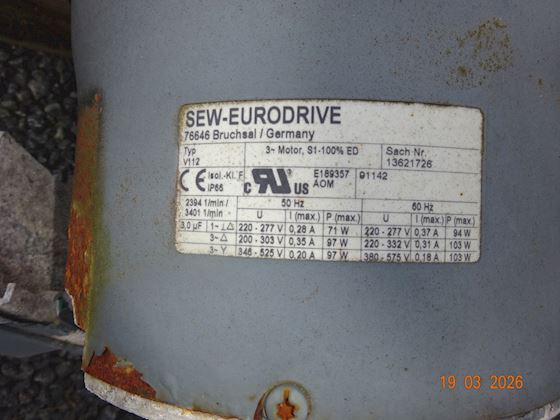 SEW-EURODRIVE
76646 Bruchsal / Germany
Typ 3~ Motor, S1-100% ED Sach Nr.
V112 13621726
CE Isol.-Kl. F IP66 C RU US E189357 AOM 91142
2394 1/min / 3401 1/min 50 Hz 60 Hz
U I (max.) P (max.) U I (max.) P (max.)
3,0 µF 1~ ⊥△ 220 - 277 V 0,28 A 71 W 220 - 277 V 0,37 A 94 W
3~ △ 200 - 303 V 0,35 A 97 W 220 - 332 V 0,31 A 103 W
3~ Y 346 - 525 V 0,20 A 97 W 380 - 575 V 0,18 A 103 W
19 03 2026